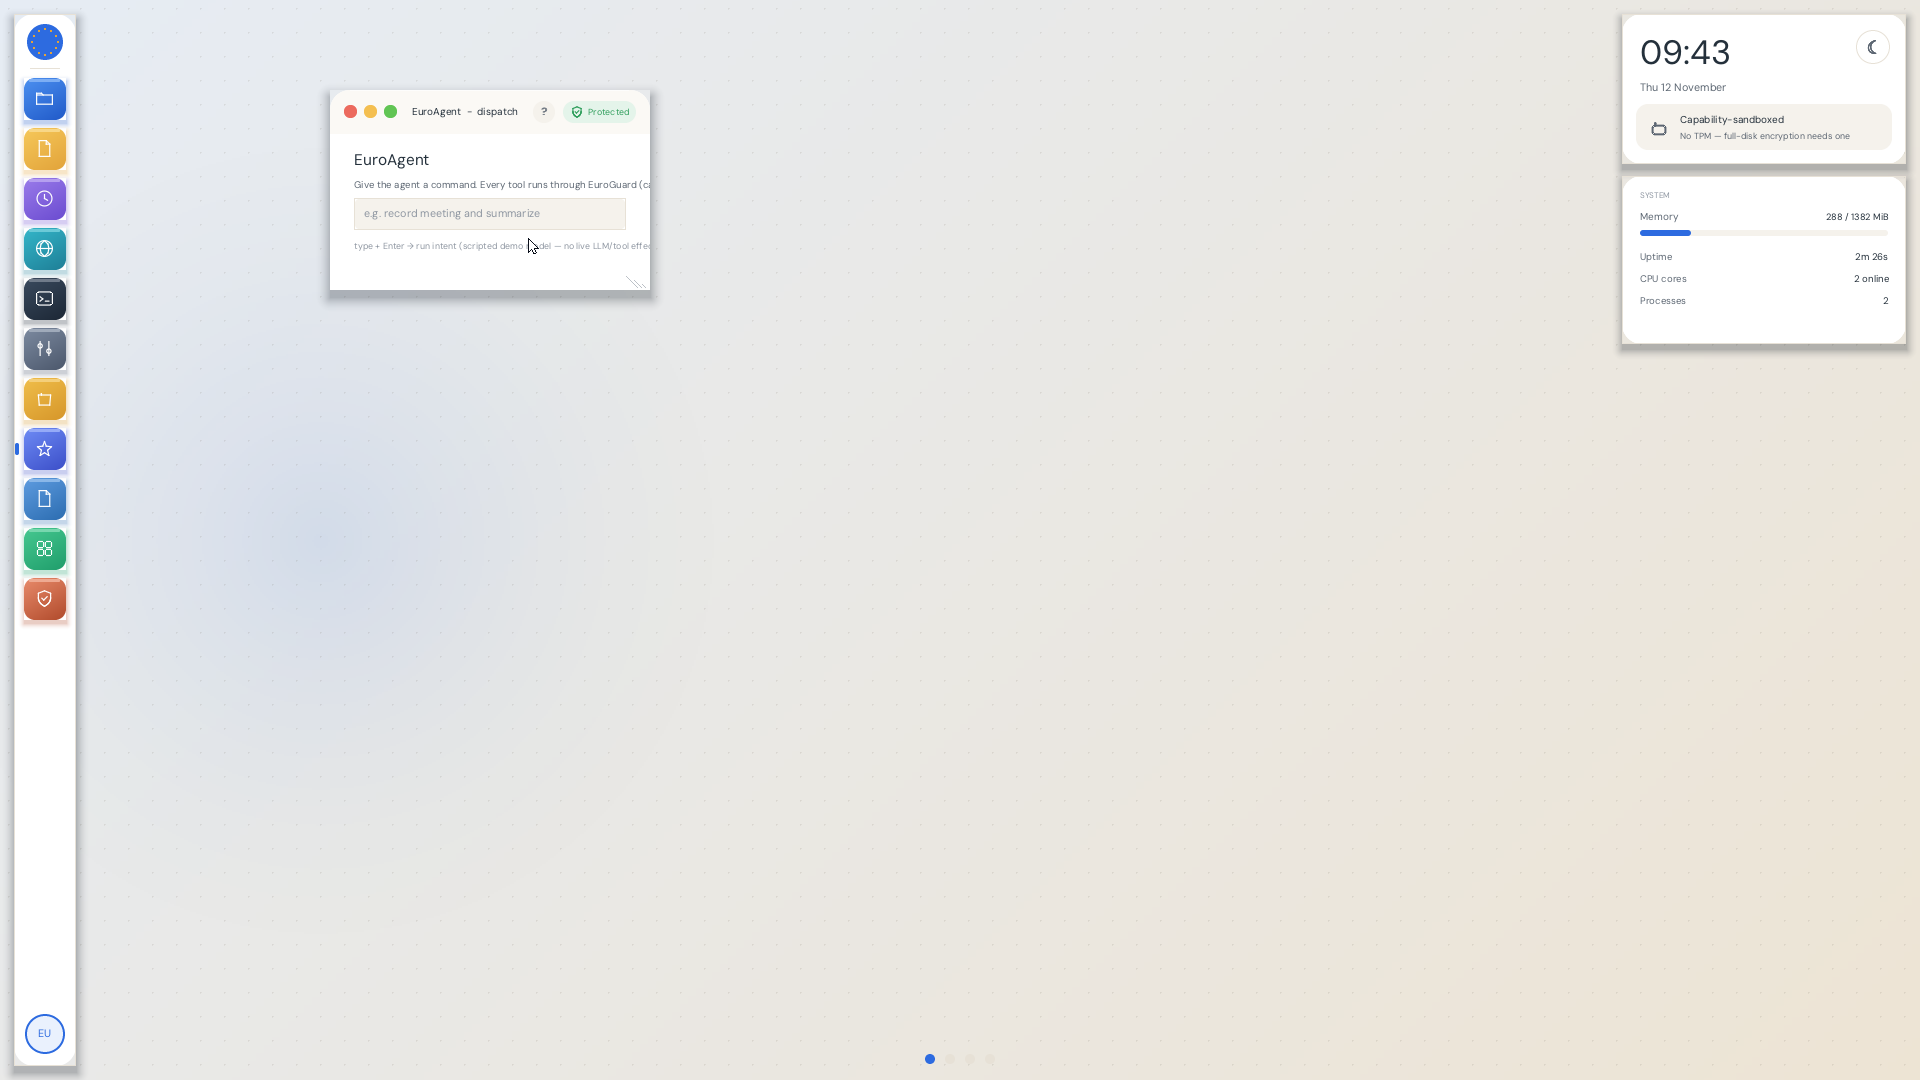 EuroAgent - dispatch
?
Protected
EuroAgent
Give the agent a command. Every tool runs through EuroGuard (ca
e.g. record meeting and summarize
type + Enter → run intent (scripted demo model — no live LLM/tool effec
09:43
Thu 12 November
Capability-sandboxed
No TPM — full-disk encryption needs one
SYSTEM
Memory 288 / 1382 MiB
Uptime 2m 26s
CPU cores 2 online
Processes 2
EU